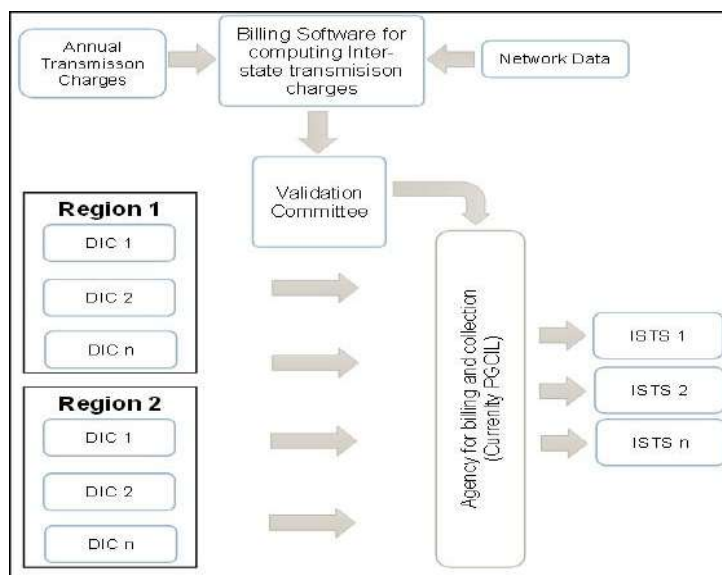 Annual
Transmisson
Charges
Billing Software for
computing Inter-
state transmisison
charges
Network Data
Validation
Committee
Region 1
DIC 1
DIC 2
DIC n
Region 2
DIC 1
DIC 2
DIC n
Agency for billing and collection
(Currenlty PGCIL)
ISTS 1
ISTS 2
ISTS n